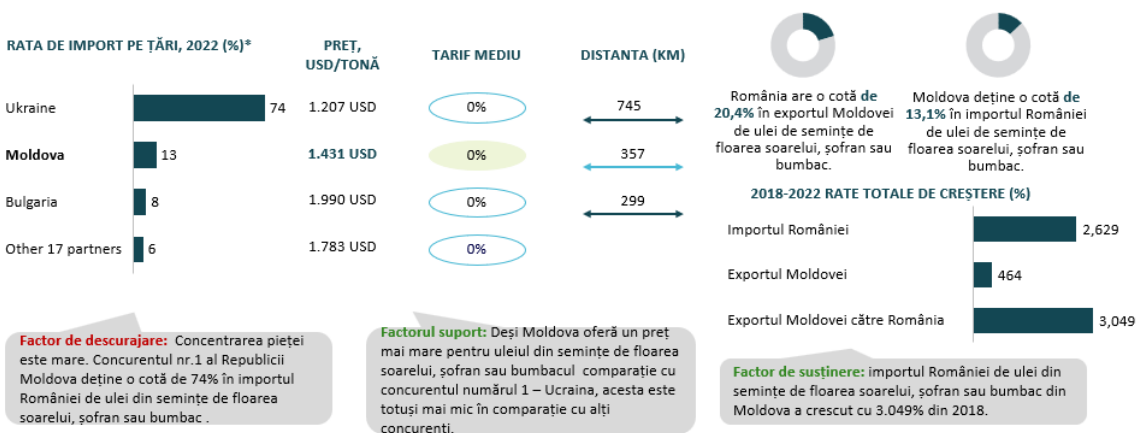 RATA DE IMPORT PE ȚĂRI, 2022 (%)*
PREȚ,
USD/TONĂ
TARIF MEDIU
DISTANTA (KM)
Ukraine
74
1.207 USD
0%
745
Moldova
13
1.431 USD
0%
357
Bulgaria
8
1.990 USD
0%
299
Other 17 partners
6
1.783 USD
0%
România are o cotă de
20,4% în exportul Moldovei
de ulei de semințe de
floarea soarelui, șofran sau
bumbac.
Moldova deține o cotă de
13,1% în importul României
de ulei de semințe de
floarea soarelui, șofran sau
bumbac.
2018-2022 RATE TOTALE DE CREȘTERE (%)
Importul României
2,629
Exportul Moldovei
464
Exportul Moldovei către România
3,049
Factor de descurajare: Concentrarea pieței
este mare. Concurentul nr.1 al Republicii
Moldova deține o cotă de 74% în importul
României de ulei din semințe de floarea
soarelui, șofran sau bumbac .
Factorul suport: Deși Moldova oferă un preț
mai mare pentru uleiul din semințe de floarea
soarelui, șofran sau bumbacul comparație cu
concurentul numărul 1 – Ucraina, acesta este
totuși mai mic în comparație cu alți
concurenți.
Factor de susținere: importul României de ulei din
semințe de floarea soarelui, șofran sau bumbac din
Moldova a crescut cu 3.049% din 2018.